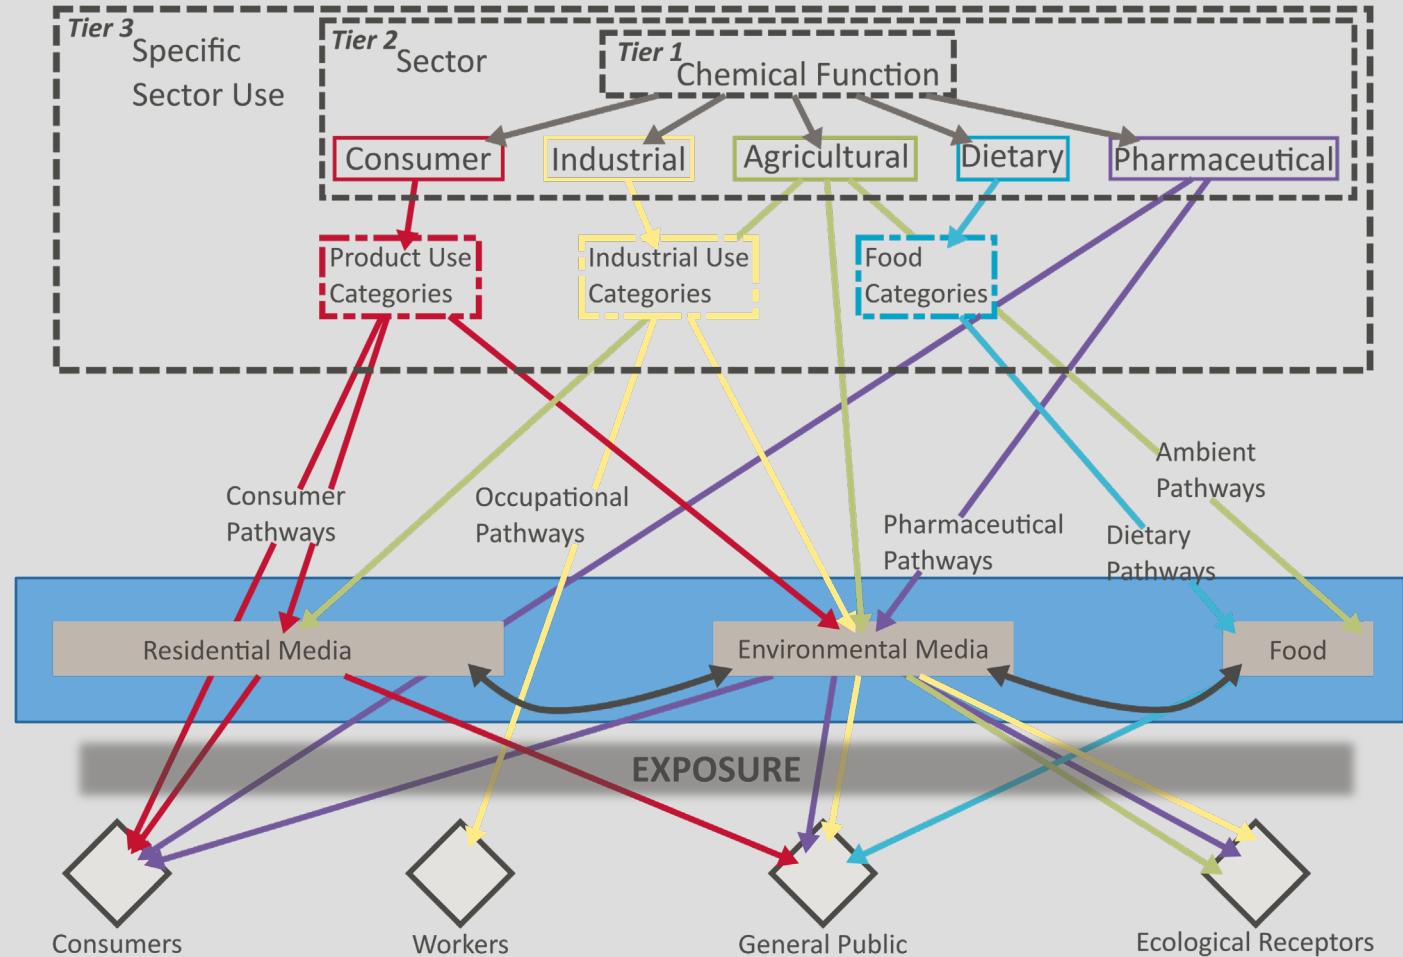 Tier 3
Specific
Sector Use
Tier 2
Sector
Tier 1
Chemical Function
Consumer
Industrial
Agricultural
Dietary
Pharmaceutical
Product Use
Categories
Industrial Use
Categories
Food
Categories
Consumer
Pathways
Occupational
Pathways
Pharmaceutical
Pathways
Dietary
Pathways
Ambient
Pathways
Residential Media
Environmental Media
Food
EXPOSURE
Consumers
Workers
General Public
Ecological Receptors